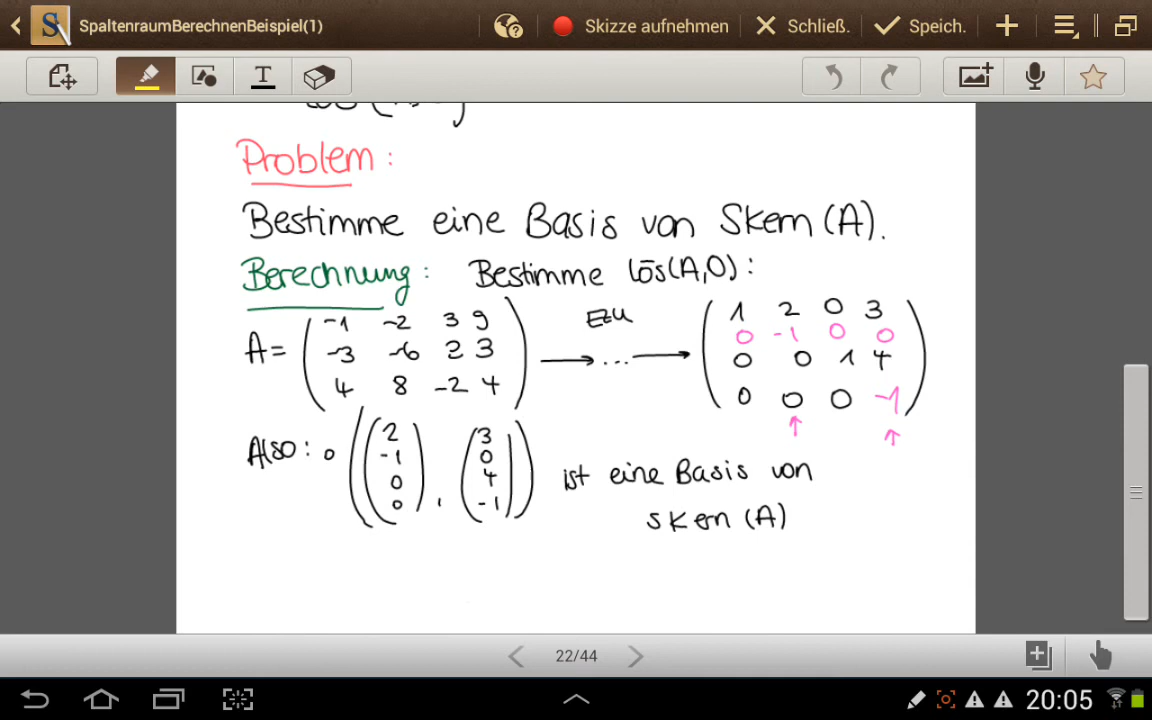 SpaltenraumBerechnenBeispiel(1) Skizze aufnehmen Schließ. Speich.
Problem:
Bestimme eine Basis von Skern (A).
Berechnung: Bestimme Lös(A,0):
A= ( -1 -2 3 9 ) EZU → ... → ( 1 2 0 3 )
( -3 -6 2 3 ) ( 0 -1 0 0 )
( 4 8 -2 4 ) ( 0 0 1 4 )
( 0 0 0 -1 )
↑ ↑
Also: 0 ( ( 2 -1 0 0 ) , ( 3 0 4 -1 ) ) ist eine Basis von
skern (A)
22/44
20:05